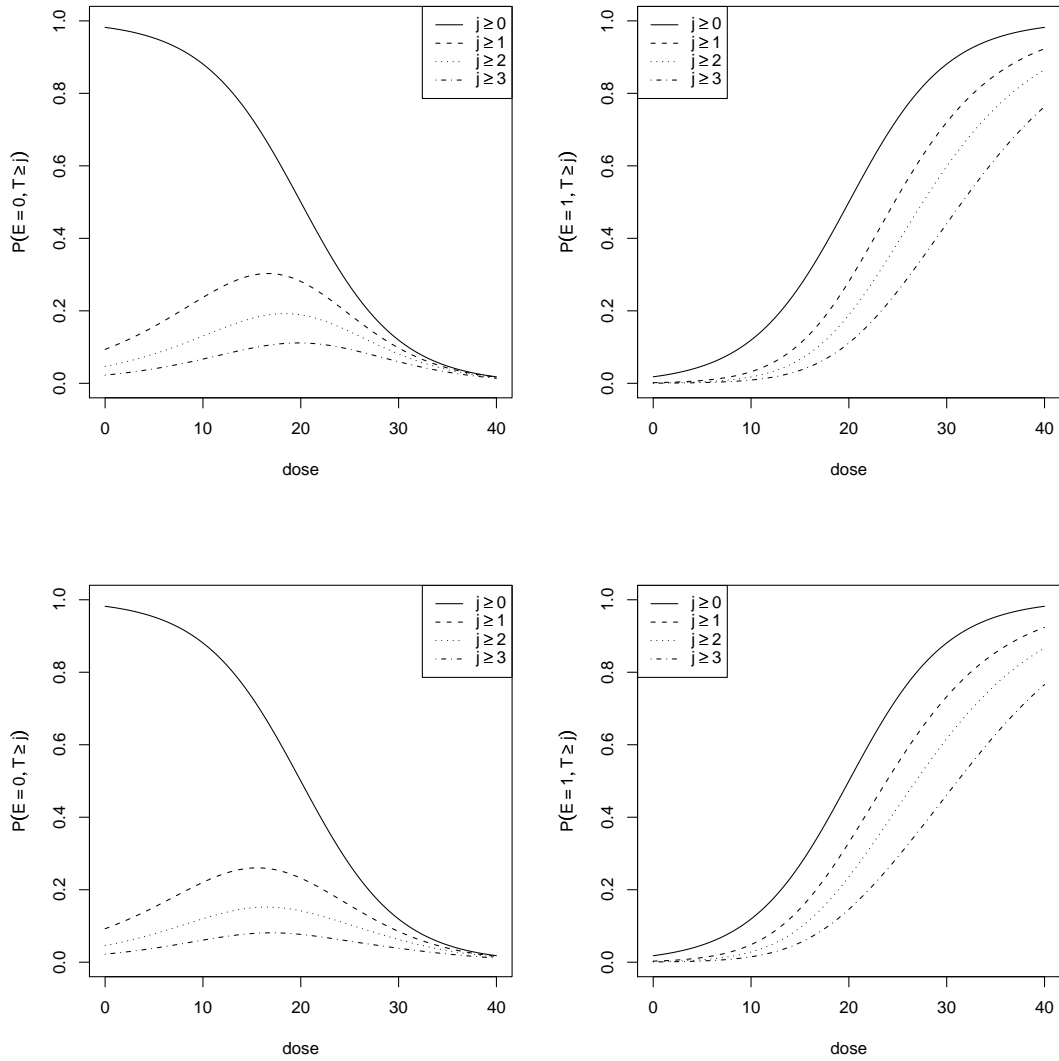 P(E = 0, T ≥ j)
1.0
0.8
0.6
0.4
0.2
0.0
j ≥ 0
j ≥ 1
j ≥ 2
j ≥ 3
0 10 20 30 40
dose
P(E = 1, T ≥ j)
1.0
0.8
0.6
0.4
0.2
0.0
j ≥ 0
j ≥ 1
j ≥ 2
j ≥ 3
0 10 20 30 40
dose
P(E = 0, T ≥ j)
1.0
0.8
0.6
0.4
0.2
0.0
j ≥ 0
j ≥ 1
j ≥ 2
j ≥ 3
0 10 20 30 40
dose
P(E = 1, T ≥ j)
1.0
0.8
0.6
0.4
0.2
0.0
j ≥ 0
j ≥ 1
j ≥ 2
j ≥ 3
0 10 20 30 40
dose